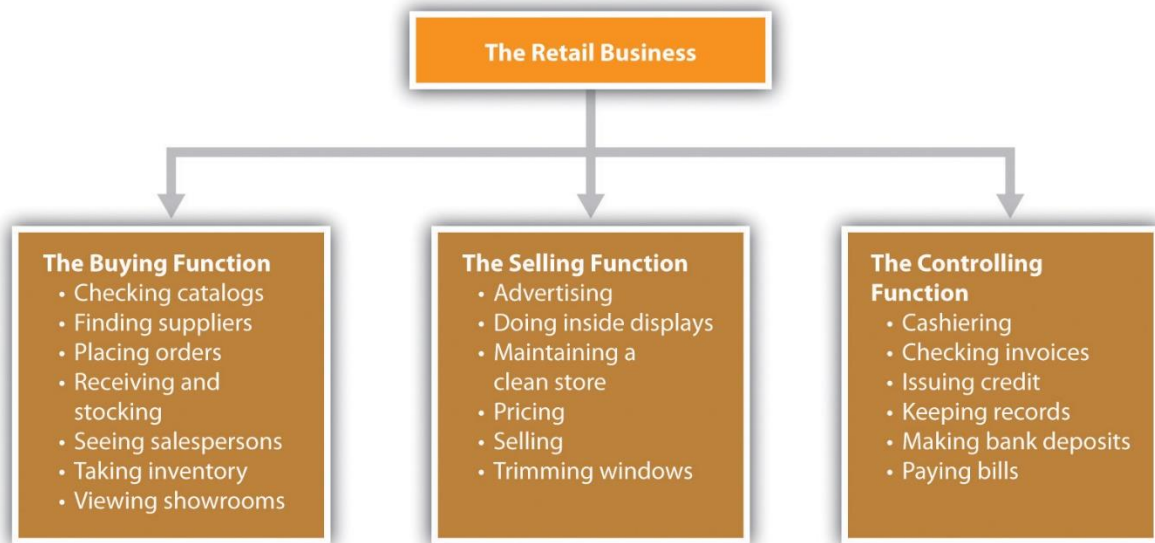 The Retail Business
The Buying Function
• Checking catalogs
• Finding suppliers
• Placing orders
• Receiving and
stocking
• Seeing salespersons
• Taking inventory
• Viewing showrooms
The Selling Function
• Advertising
• Doing inside displays
• Maintaining a
clean store
• Pricing
• Selling
• Trimming windows
The Controlling
Function
• Cashiering
• Checking invoices
• Issuing credit
• Keeping records
• Making bank deposits
• Paying bills